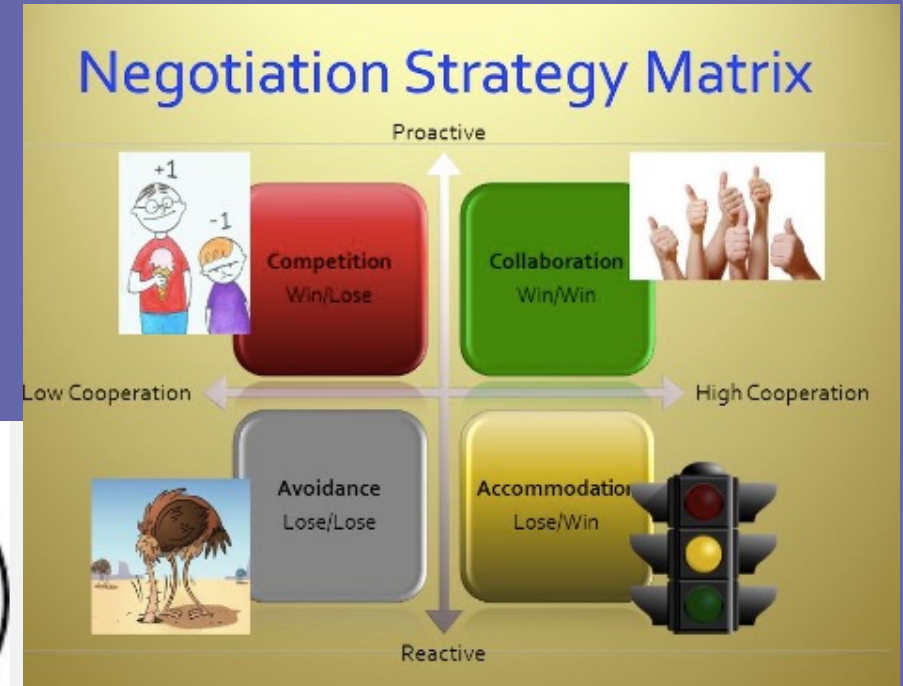 Negotiation Strategy Matrix
Proactive
+1
-1
Competition
Win/Lose
Collaboration
Win/Win
Low Cooperation
High Cooperation
Avoidance
Lose/Lose
Accommodation
Lose/Win
Reactive